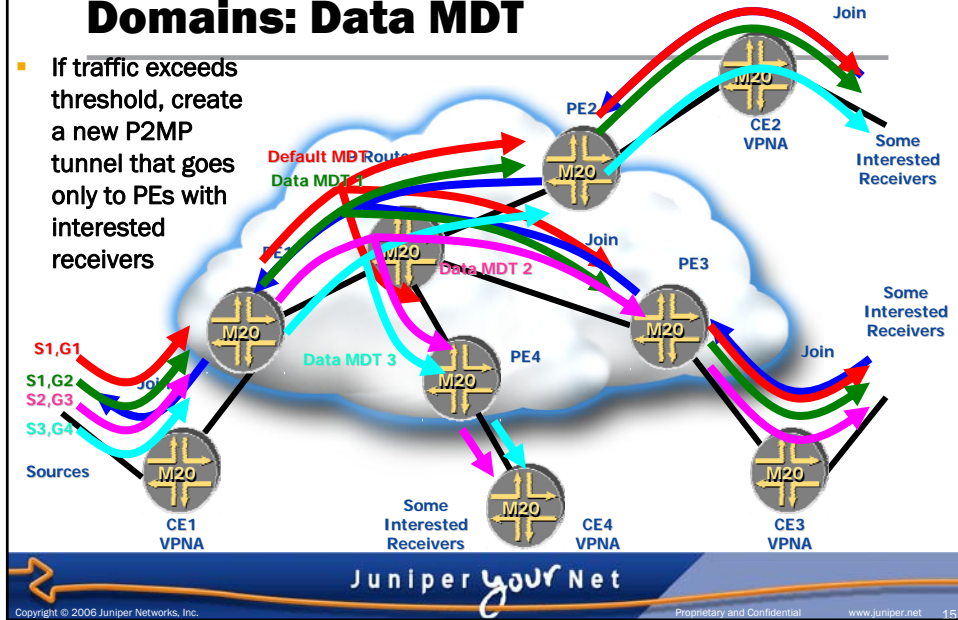 Domains: Data MDT
If traffic exceeds
threshold, create
a new P2MP
tunnel that goes
only to PEs with
interested
receivers
Join
M20
CE2
VPNA
Some
Interested
Receivers
PE2
M20
Default MDT
Data MDT 1
PE1
M20
Join
Data MDT 2
PE3
M20
M20
Data MDT 3
PE4
M20
Some
Interested
Receivers
Join
S1,G1
S1,G2
Join
S2,G3
S3,G4
Sources
M20
CE1
VPNA
Some
Interested
Receivers
M20
CE4
VPNA
M20
CE3
VPNA
Juniper your Net
Copyright © 2006 Juniper Networks, Inc.
Proprietary and Confidential
www.juniper.net
15